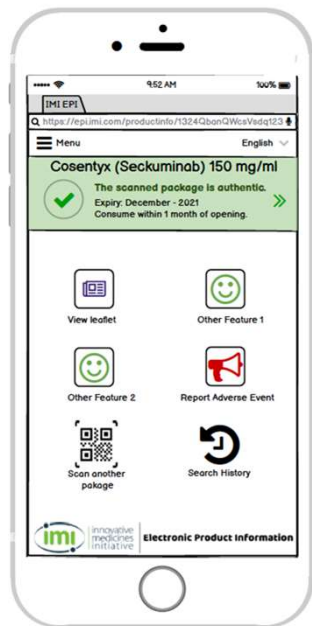 9:52 AM 100%
IMI EPI
https://epi.imi.com/productinfo/1324QbanQWcsVsdq123
Menu English
Cosentyx (Seckuminab) 150 mg/ml
The scanned package is authentic.
Expiry: December - 2021
Consume within 1 month of opening.
View leaflet
Other Feature 1
Other Feature 2
Report Adverse Event
Scan another
pakage
Search History
imi
innovative
medicines
initiative
Electronic Product Information